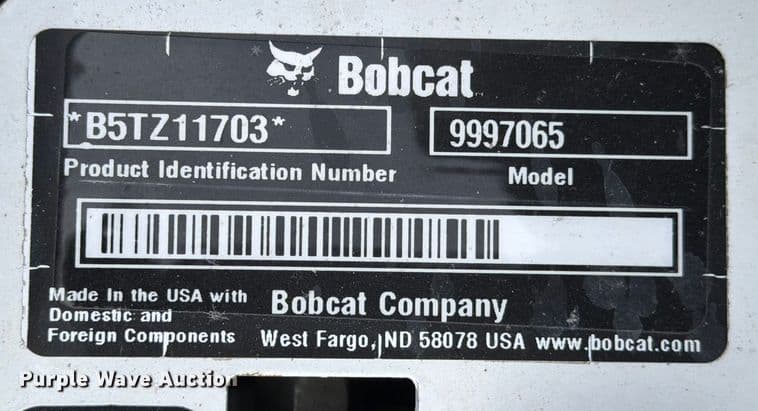 Bobcat
*B5TZ11703*
9997065
Product Identification Number
Model
Made In the USA with
Domestic and
Foreign Components
Bobcat Company
West Fargo, ND 58078 USA www.bobcat.com
Purple Wave Auction